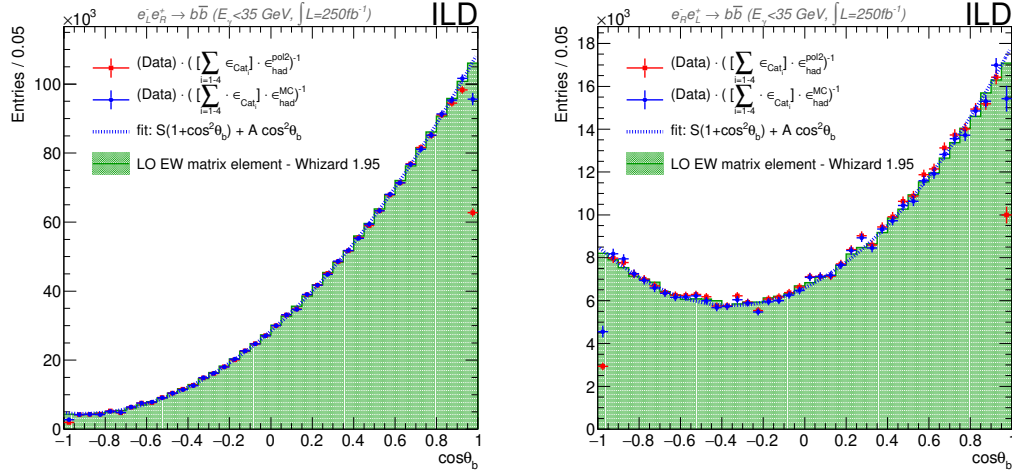 e⁻_L e⁺_R → b b̅ (E_γ<35 GeV, ∫L=250fb⁻¹) ILD
×10³
Entries / 0.05
(Data) · ( [∑_{i=1-4} ε_{Cat_i}] · ε^{pol2}_{had})⁻¹
(Data) · ( [∑_{i=1-4} · ε_{Cat_i}] · ε^{MC}_{had})⁻¹
fit: S(1+cos²θ_b) + A cos²θ_b
LO EW matrix element - Whizard 1.95
100
80
60
40
20
0
−1 −0.8 −0.6 −0.4 −0.2 0 0.2 0.4 0.6 0.8 1
cosθ_b
e⁻_R e⁺_L → b b̅ (E_γ<35 GeV, ∫L=250fb⁻¹) ILD
×10³
Entries / 0.05
(Data) · ( [∑_{i=1-4} ε_{Cat_i}] · ε^{pol2}_{had})⁻¹
(Data) · ( [∑_{i=1-4} · ε_{Cat_i}] · ε^{MC}_{had})⁻¹
fit: S(1+cos²θ_b) + A cos²θ_b
LO EW matrix element - Whizard 1.95
18
16
14
12
10
8
6
4
2
0
−1 −0.8 −0.6 −0.4 −0.2 0 0.2 0.4 0.6 0.8 1
cosθ_b